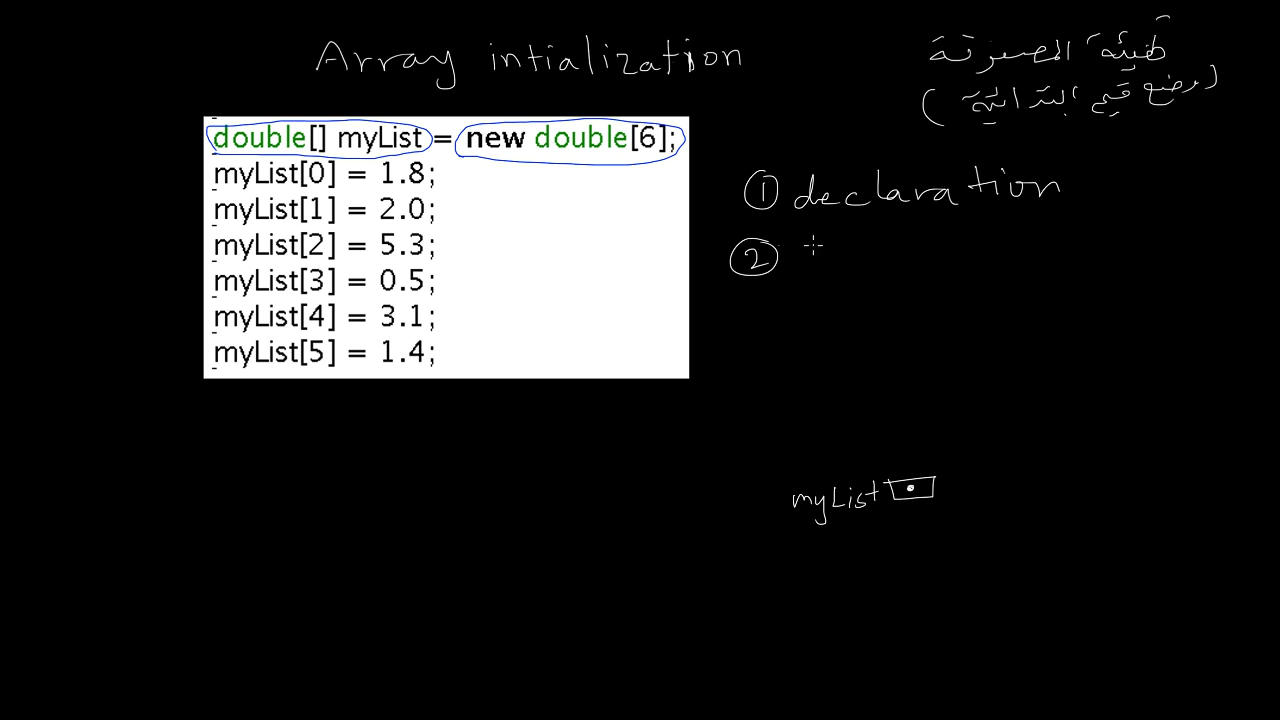 Array intialization
تهيئة المصفوفة
(وضع قيم ابتدائية)
double[] myList = new double[6];
myList[0] = 1.8;
myList[1] = 2.0;
myList[2] = 5.3;
myList[3] = 0.5;
myList[4] = 3.1;
myList[5] = 1.4;
① declaration
②
myList